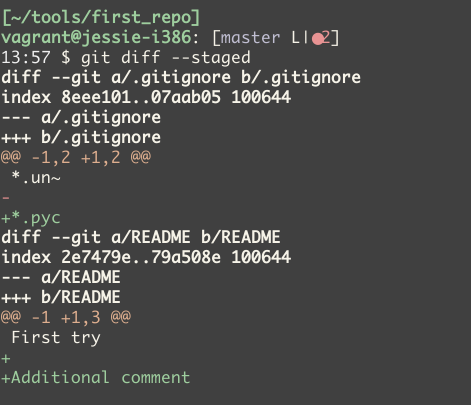 [~/tools/first_repo]
vagrant@jessie-i386: [master L|●2]
13:57 $ git diff --staged
diff --git a/.gitignore b/.gitignore
index 8eee101..07aab05 100644
--- a/.gitignore
+++ b/.gitignore
@@ -1,2 +1,2 @@
 *.un~
-
+*.pyc
diff --git a/README b/README
index 2e7479e..79a508e 100644
--- a/README
+++ b/README
@@ -1 +1,3 @@
 First try
+
+Additional comment